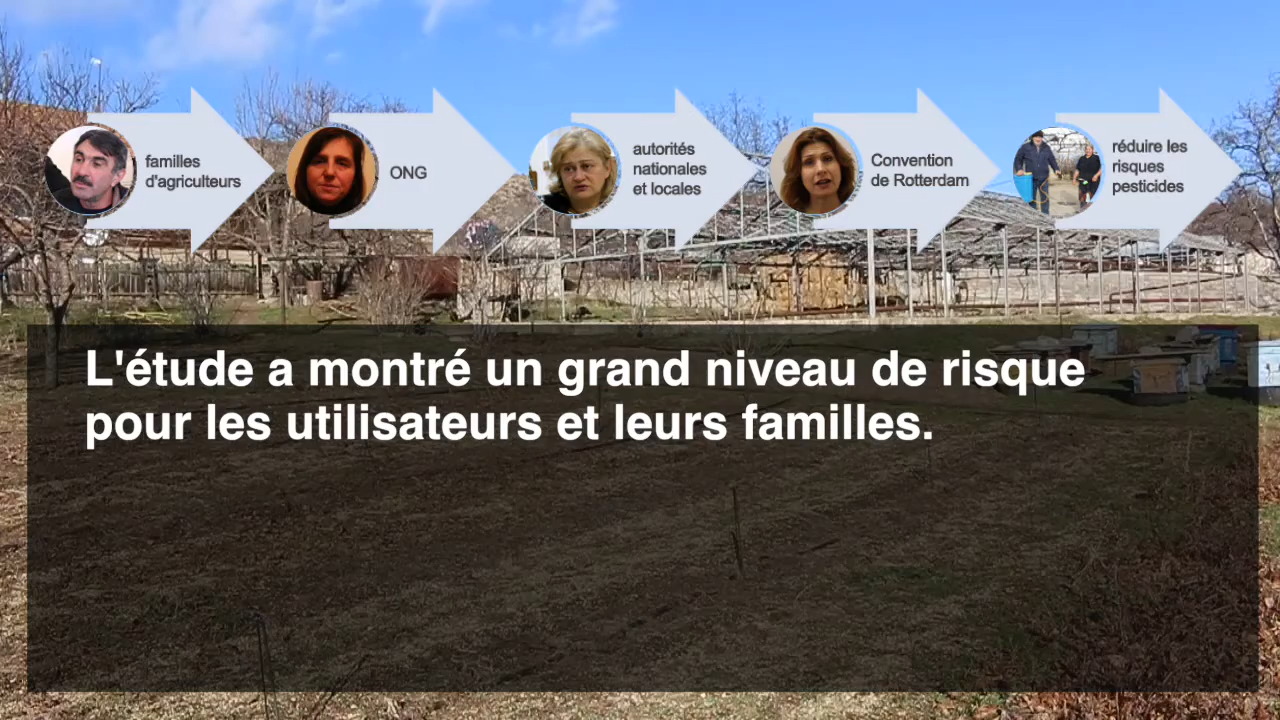 familles
d'agriculteurs
ONG
autorités
nationales
et locales
Convention
de Rotterdam
réduire les
risques
pesticides
L'étude a montré un grand niveau de risque
pour les utilisateurs et leurs familles.